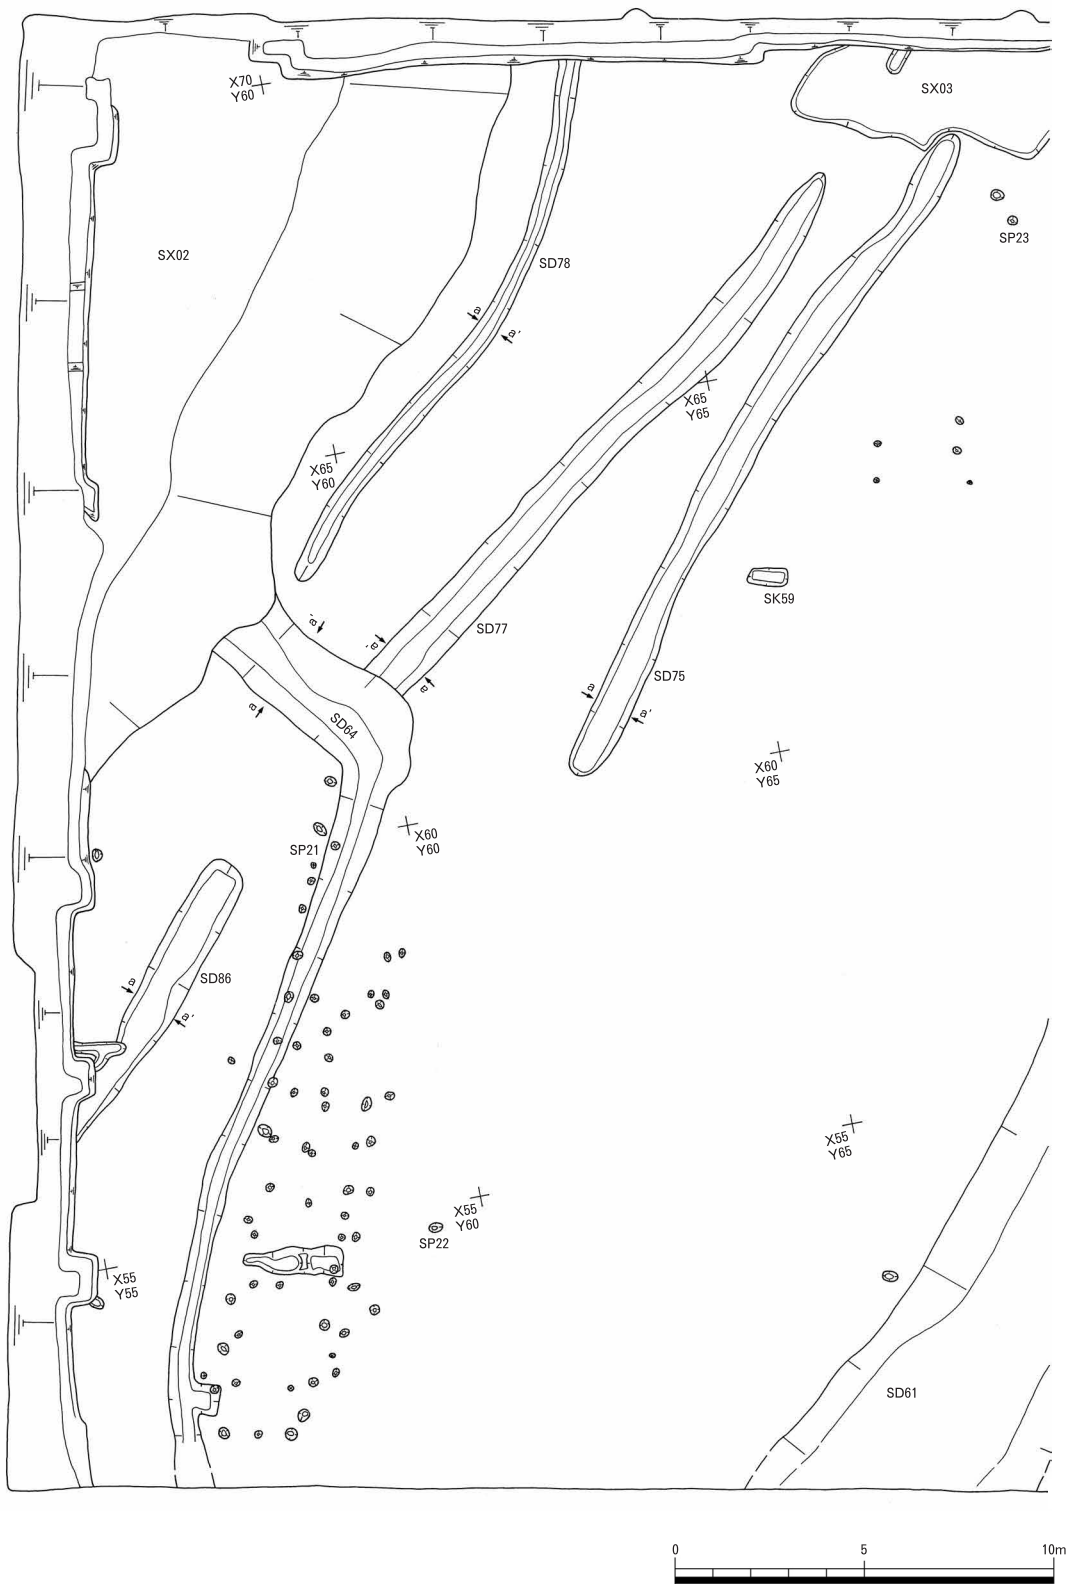 X70
Y60
SX03
SP23
SX02
SD78
a
a'
X65
Y65
X65
Y60
SK59
a'
a'
SD77
a
SD75
a
a'
a
SD64
X60
Y65
X60
Y60
SP21
SD86
a
a'
X55
Y65
X55
Y60
SP22
X55
Y55
SD61
0 5 10m